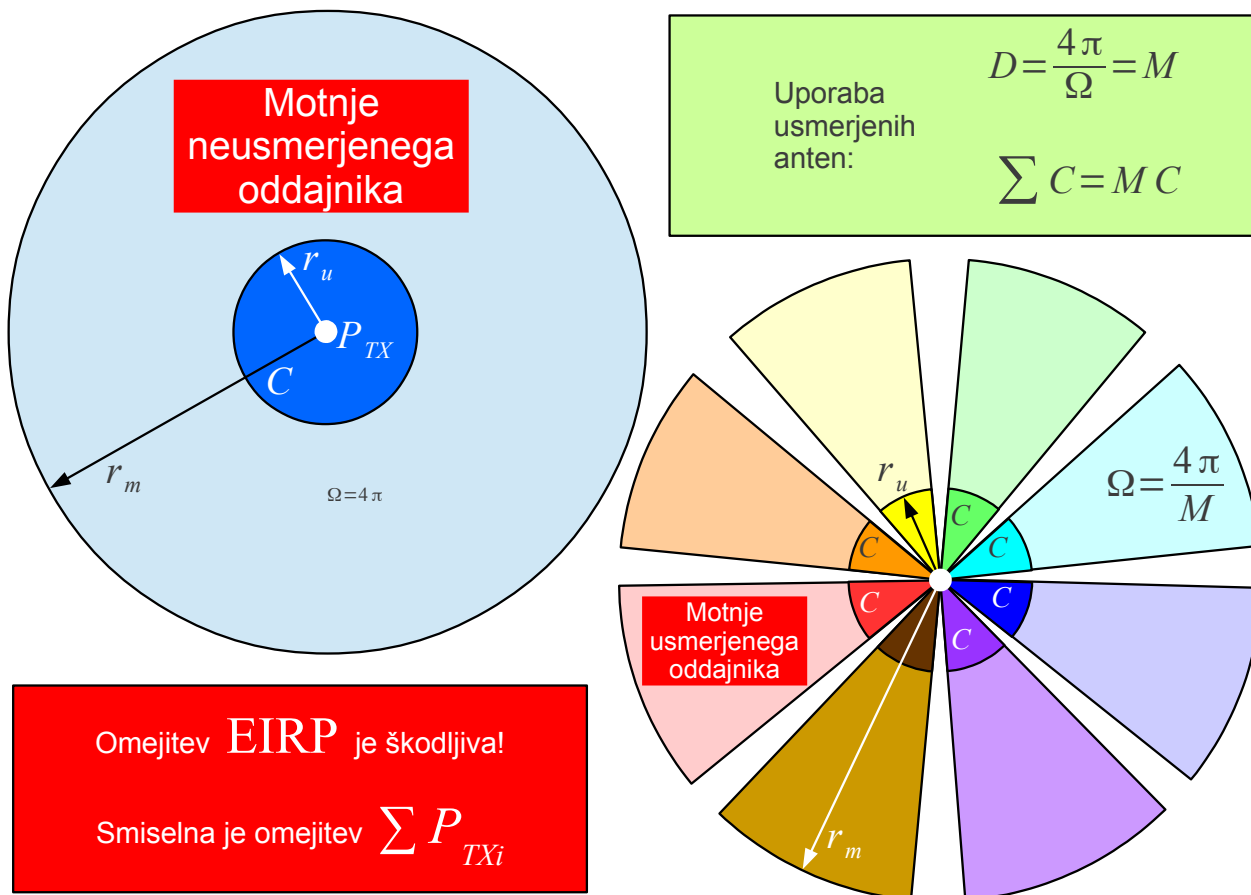 Motnje
neusmerjenega
oddajnika
r_u
P_TX
C
r_m
Ω=4π
Uporaba
usmerjenih
anten:
D=4π/Ω=M
∑ C=M C
r_u
C
C
C
Ω=4π/M
C
C
C
Motnje
usmerjenega
oddajnika
r_m
Omejitev EIRP je škodljiva!
Smiselna je omejitev ∑ P_TXi